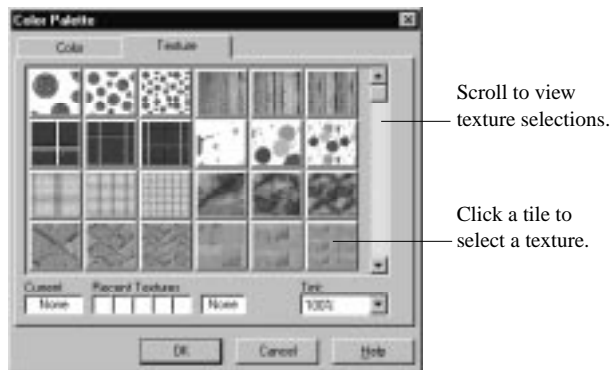 Color Palette
Color
Texture
Scroll to view
texture selections.
Click a tile to
select a texture.
Current
Recent Textures
Tint:
None
None
100%
OK
Cancel
Help